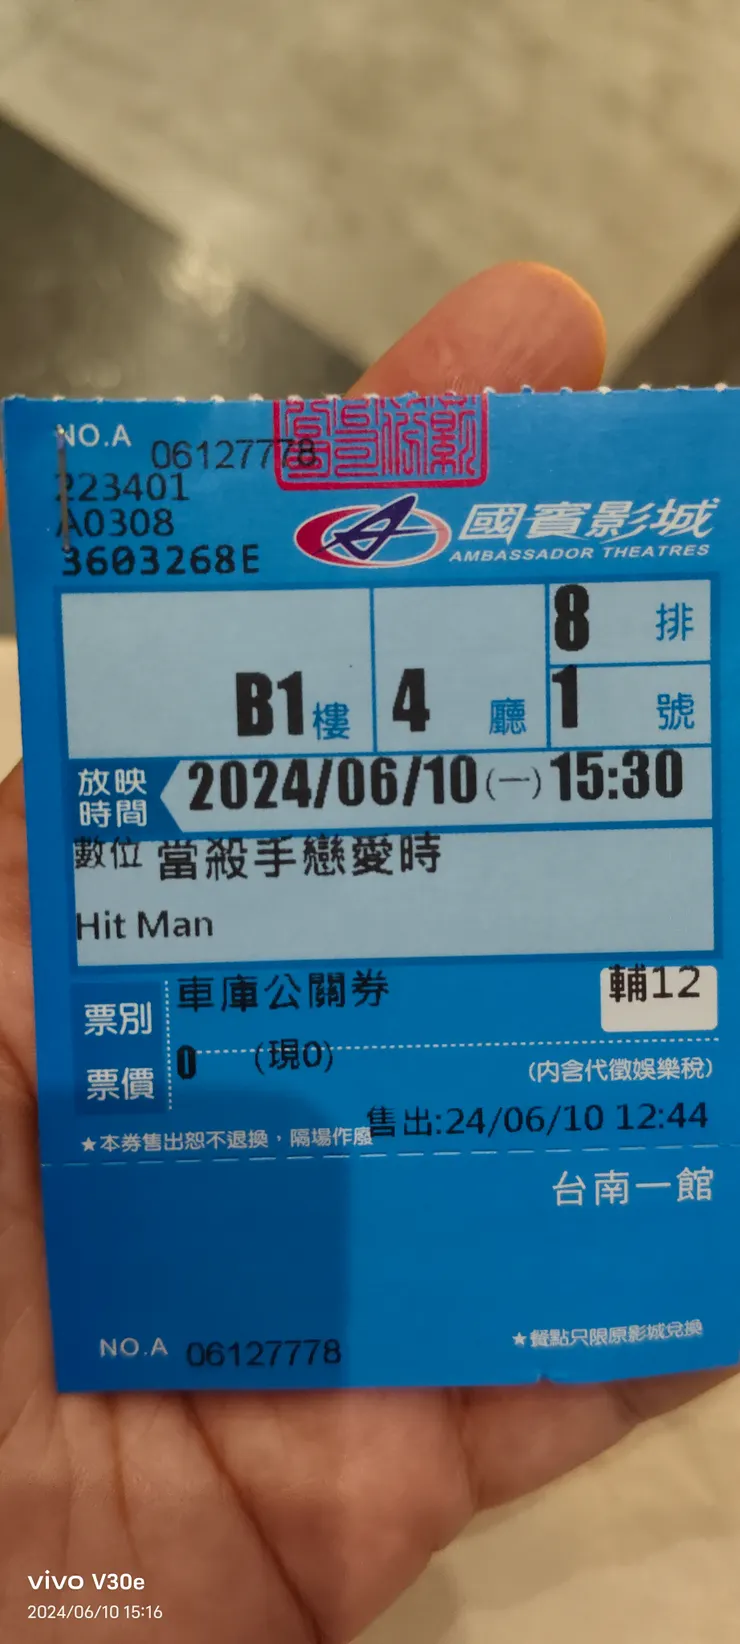 NO.A 06127778
223401
A0308
3603268E
國賓影城
AMBASSADOR THEATRES
8 排
B1樓 4 廳 1 號
放映時間 2024/06/10(一)15:30
數位 當殺手戀愛時
Hit Man
票別 車庫公關券 輔12
票價 0 (現0)
(內含代徵娛樂稅)
★本券售出恕不退換,隔場作廢 售出:24/06/10 12:44
台南一館
★餐點只限原影城兌換
NO.A 06127778
vivo V30e
2024/06/10 15:16